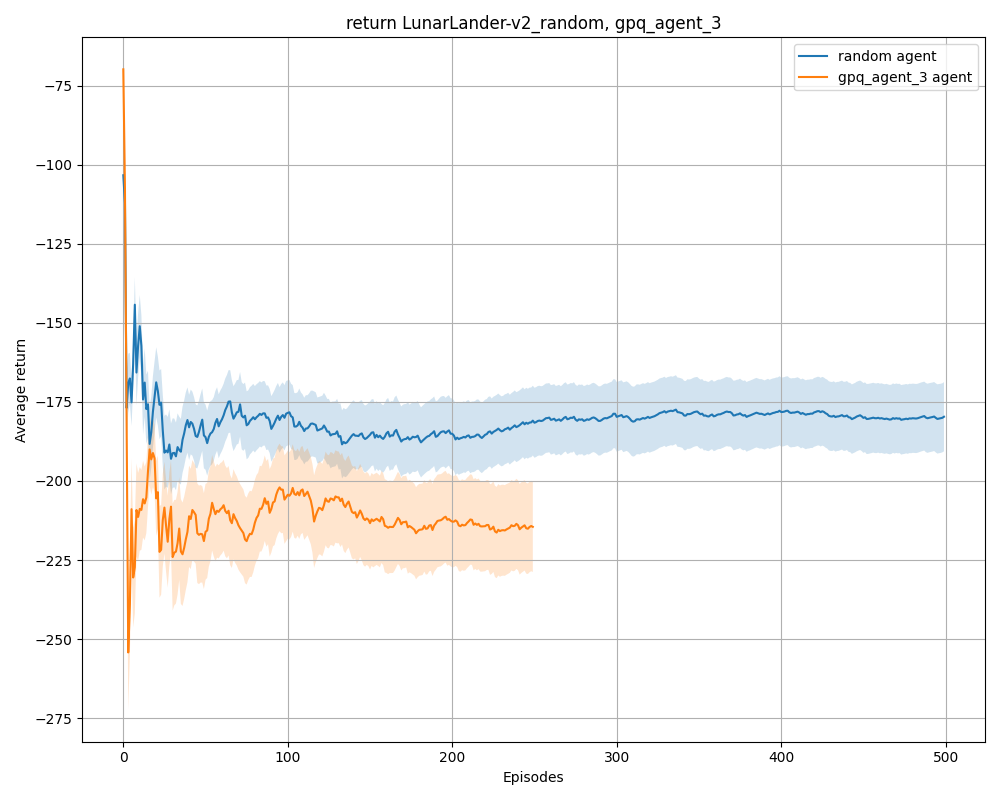 return LunarLander-v2_random, gpq_agent_3
random agent
gpq_agent_3 agent
Average return
−75
−100
−125
−150
−175
−200
−225
−250
−275
0 100 200 300 400 500
Episodes